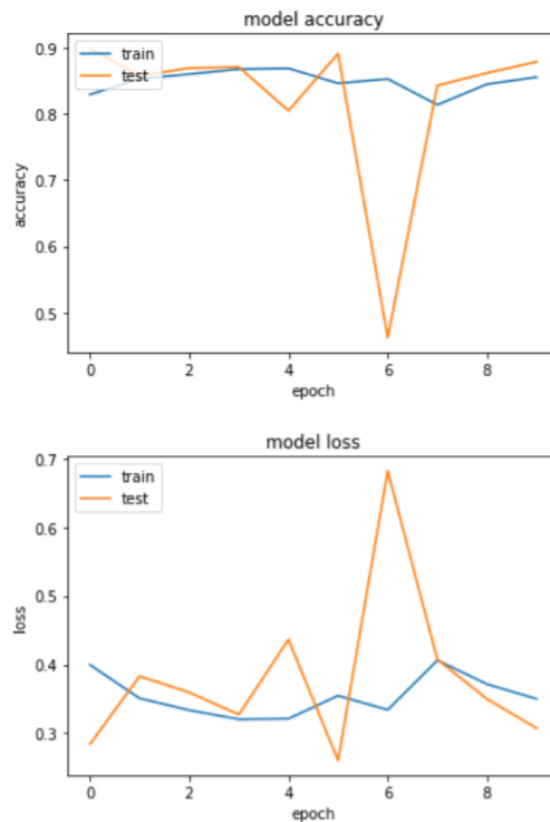 model accuracy
train
test
0.9
0.8
0.7
0.6
0.5
accuracy
0 2 4 6 8
epoch
model loss
train
test
0.7
0.6
0.5
0.4
0.3
loss
0 2 4 6 8
epoch